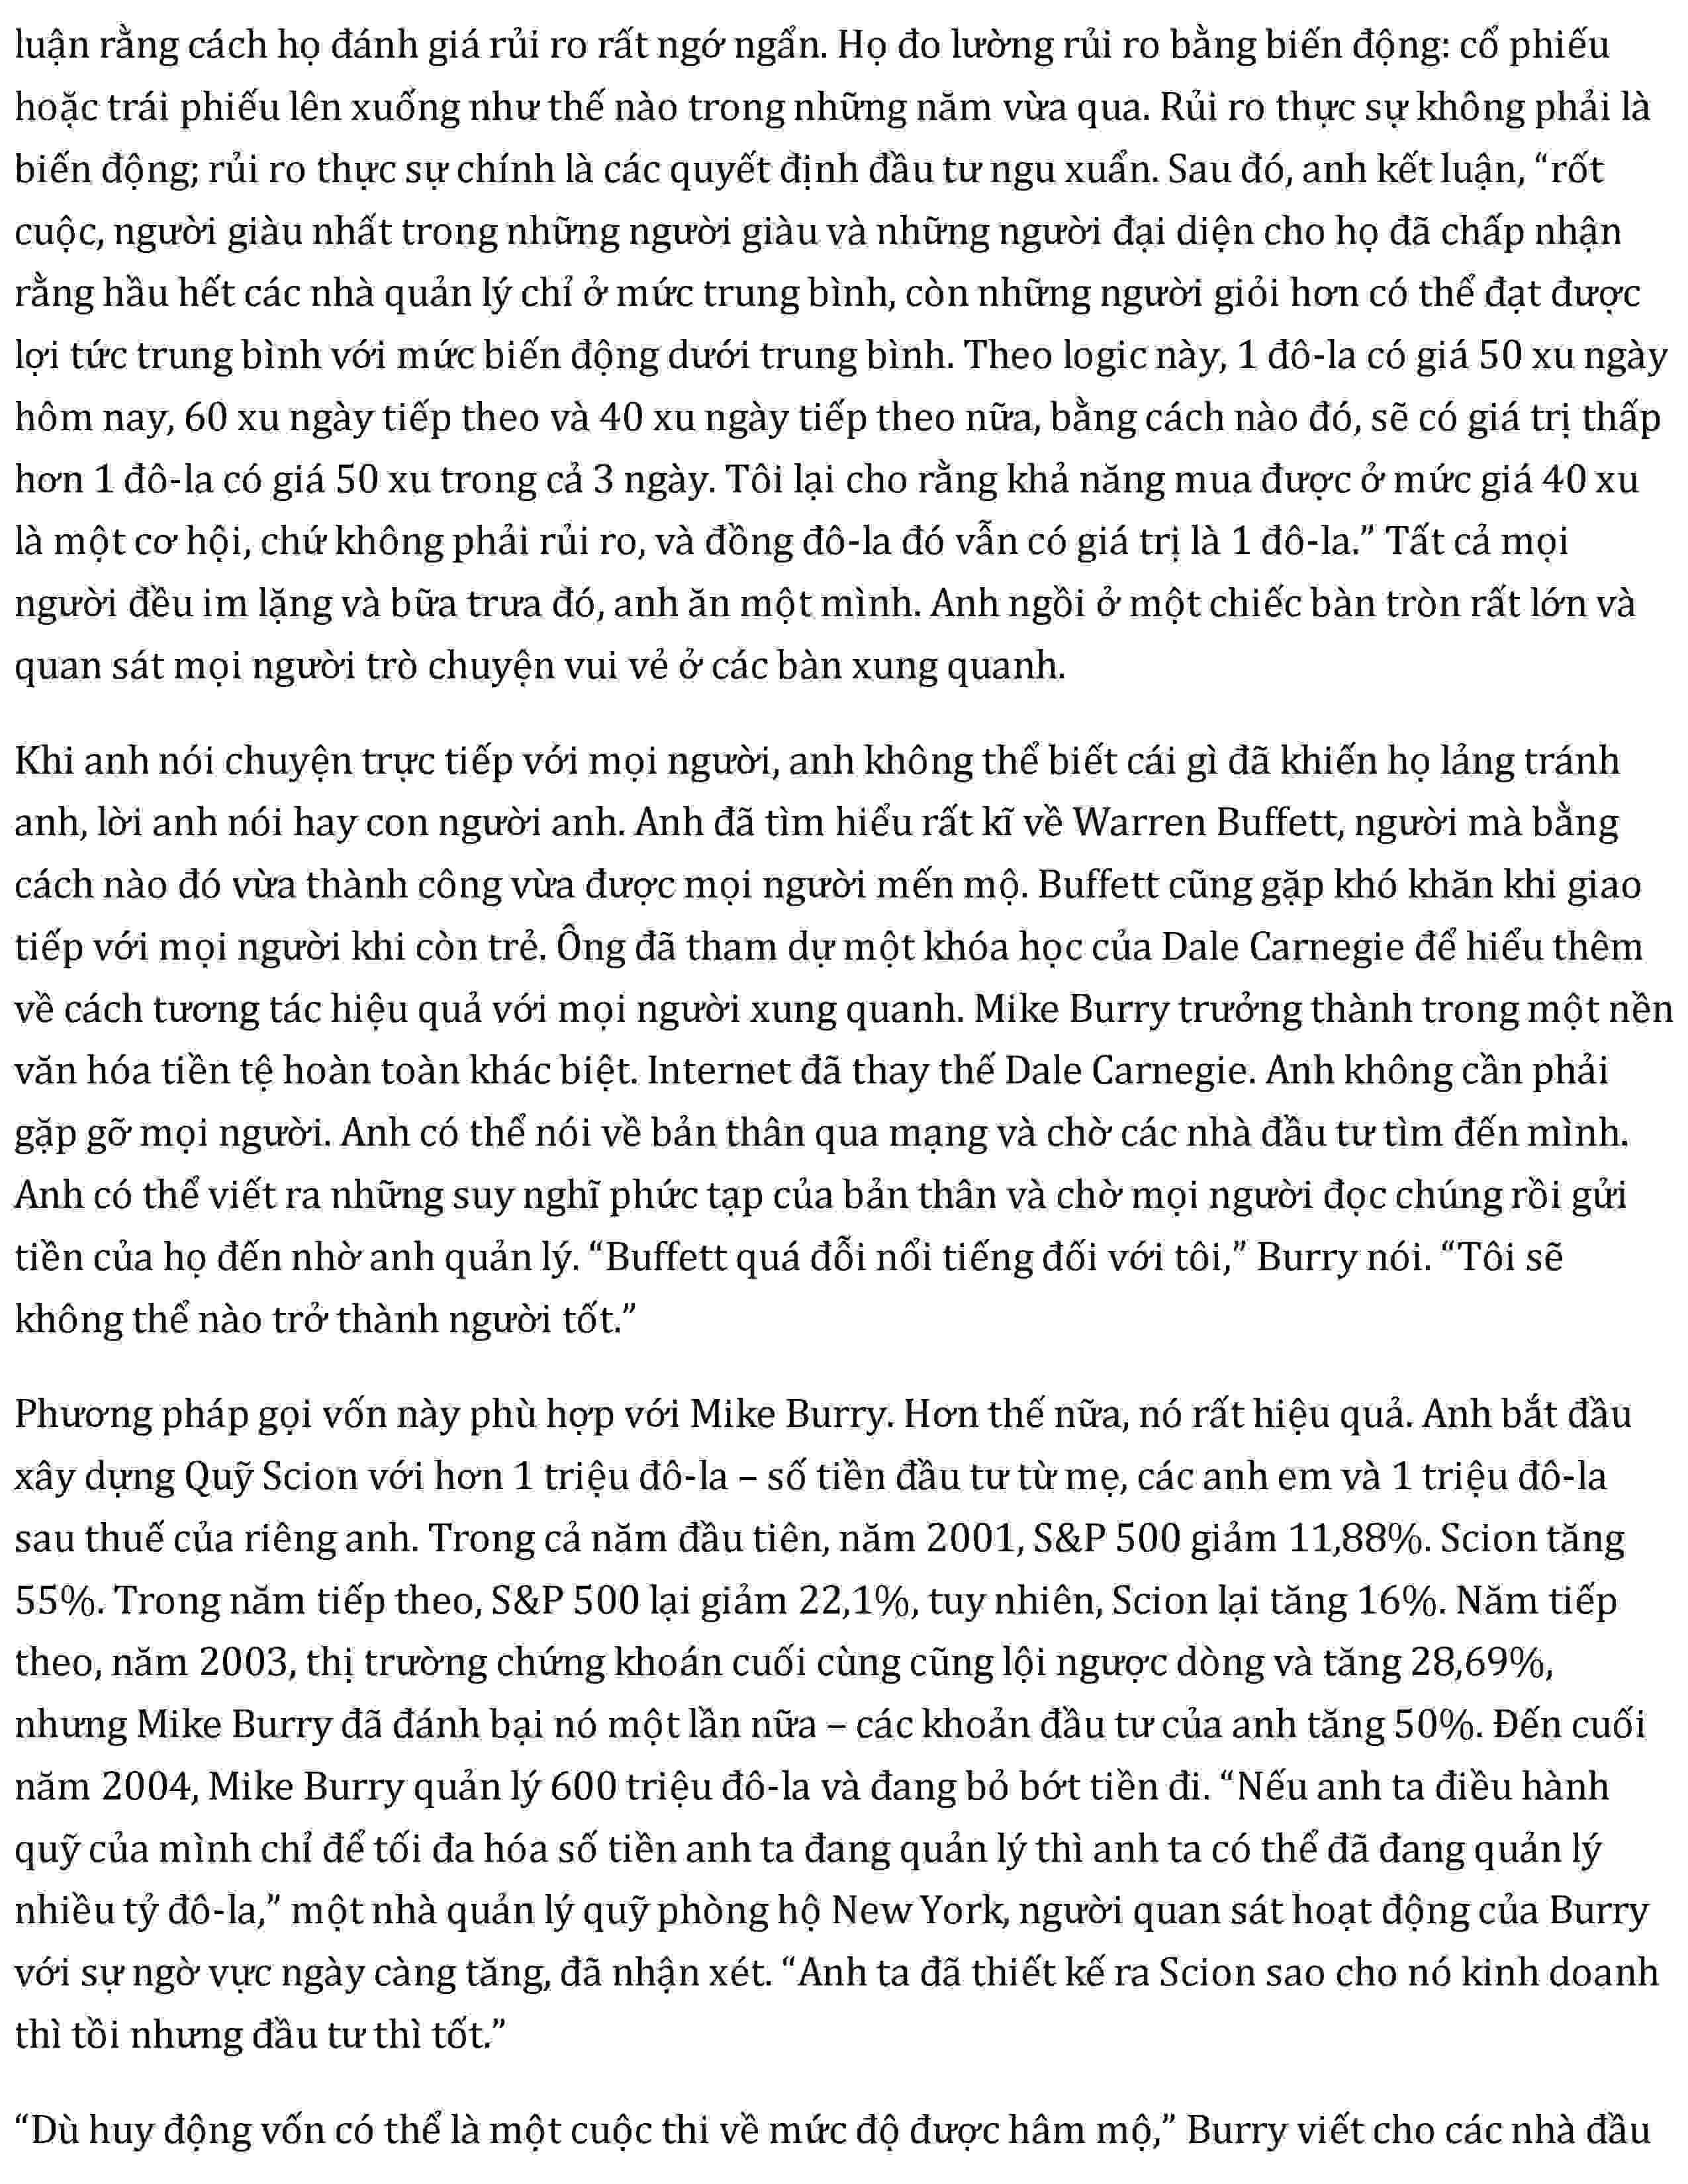 luận rằng cách họ đánh giá rủi ro rất ngớ ngẩn. Họ đo lường rủi ro bằng biến động: cổ phiếu
hoặc trái phiếu lên xuống như thế nào trong những năm vừa qua. Rủi ro thực sự không phải là
biến động; rủi ro thực sự chính là các quyết định đầu tư ngu xuẩn. Sau đó, anh kết luận, “rốt
cuộc, người giàu nhất trong những người giàu và những người đại diện cho họ đã chấp nhận
rằng hầu hết các nhà quản lý chỉ ở mức trung bình, còn những người giỏi hơn có thể đạt được
lợi tức trung bình với mức biến động dưới trung bình. Theo logic này, 1 đô-la có giá 50 xu ngày
hôm nay, 60 xu ngày tiếp theo và 40 xu ngày tiếp theo nữa, bằng cách nào đó, sẽ có giá trị thấp
hơn 1 đô-la có giá 50 xu trong cả 3 ngày. Tôi lại cho rằng khả năng mua được ở mức giá 40 xu
là một cơ hội, chứ không phải rủi ro, và đồng đô-la đó vẫn có giá trị là 1 đô-la.” Tất cả mọi
người đều im lặng và bữa trưa đó, anh ăn một mình. Anh ngồi ở một chiếc bàn tròn rất lớn và
quan sát mọi người trò chuyện vui vẻ ở các bàn xung quanh.
Khi anh nói chuyện trực tiếp với mọi người, anh không thể biết cái gì đã khiến họ lảng tránh
anh, lời anh nói hay con người anh. Anh đã tìm hiểu rất kĩ về Warren Buffett, người mà bằng
cách nào đó vừa thành công vừa được mọi người mến mộ. Buffett cũng gặp khó khăn khi giao
tiếp với mọi người khi còn trẻ. Ông đã tham dự một khóa học của Dale Carnegie để hiểu thêm
về cách tương tác hiệu quả với mọi người xung quanh. Mike Burry trưởng thành trong một nền
văn hóa tiền tệ hoàn toàn khác biệt. Internet đã thay thế Dale Carnegie. Anh không cần phải
gặp gỡ mọi người. Anh có thể nói về bản thân qua mạng và chờ các nhà đầu tư tìm đến mình.
Anh có thể viết ra những suy nghĩ phức tạp của bản thân và chờ mọi người đọc chúng rồi gửi
tiền của họ đến nhờ anh quản lý. “Buffett quá đỗi nổi tiếng đối với tôi,” Burry nói. “Tôi sẽ
không thể nào trở thành người tốt.”
Phương pháp gọi vốn này phù hợp với Mike Burry. Hơn thế nữa, nó rất hiệu quả. Anh bắt đầu
xây dựng Quỹ Scion với hơn 1 triệu đô-la – số tiền đầu tư từ mẹ, các anh em và 1 triệu đô-la
sau thuế của riêng anh. Trong cả năm đầu tiên, năm 2001, S&P 500 giảm 11,88%. Scion tăng
55%. Trong năm tiếp theo, S&P 500 lại giảm 22,1%, tuy nhiên, Scion lại tăng 16%. Năm tiếp
theo, năm 2003, thị trường chứng khoán cuối cùng cũng lội ngược dòng và tăng 28,69%,
nhưng Mike Burry đã đánh bại nó một lần nữa – các khoản đầu tư của anh tăng 50%. Đến cuối
năm 2004, Mike Burry quản lý 600 triệu đô-la và đang bỏ bớt tiền đi. “Nếu anh ta điều hành
quỹ của mình chỉ để tối đa hóa số tiền anh ta đang quản lý thì anh ta có thể đã đang quản lý
nhiều tỷ đô-la,” một nhà quản lý quỹ phòng hộ New York, người quan sát hoạt động của Burry
với sự ngờ vực ngày càng tăng, đã nhận xét. “Anh ta đã thiết kế ra Scion sao cho nó kinh doanh
thì tồi nhưng đầu tư thì tốt.”
“Dù huy động vốn có thể là một cuộc thi về mức độ được hâm mộ,” Burry viết cho các nhà đầu